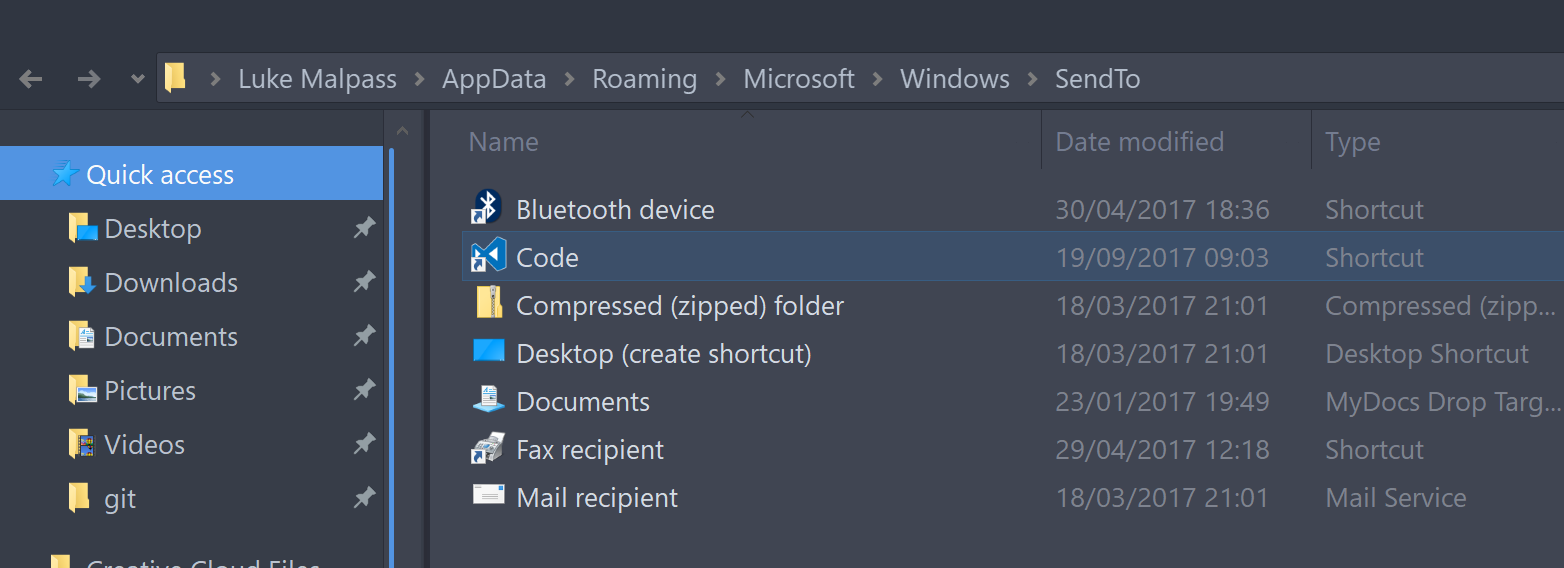 Luke Malpass AppData Roaming Microsoft Windows SendTo
Quick access
Desktop
Downloads
Documents
Pictures
Videos
git
Creative Cloud Files
Name Date modified Type
Bluetooth device 30/04/2017 18:36 Shortcut
Code 19/09/2017 09:03 Shortcut
Compressed (zipped) folder 18/03/2017 21:01 Compressed (zipp...
Desktop (create shortcut) 18/03/2017 21:01 Desktop Shortcut
Documents 23/01/2017 19:49 MyDocs Drop Targ...
Fax recipient 29/04/2017 12:18 Shortcut
Mail recipient 18/03/2017 21:01 Mail Service